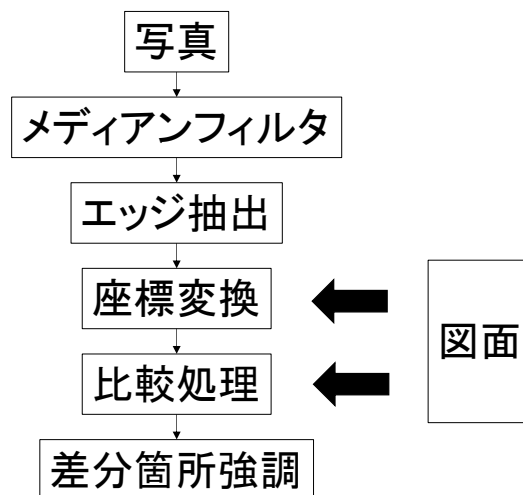 写真
メディアンフィルタ
エッジ抽出
座標変換
図面
比較処理
差分箇所強調